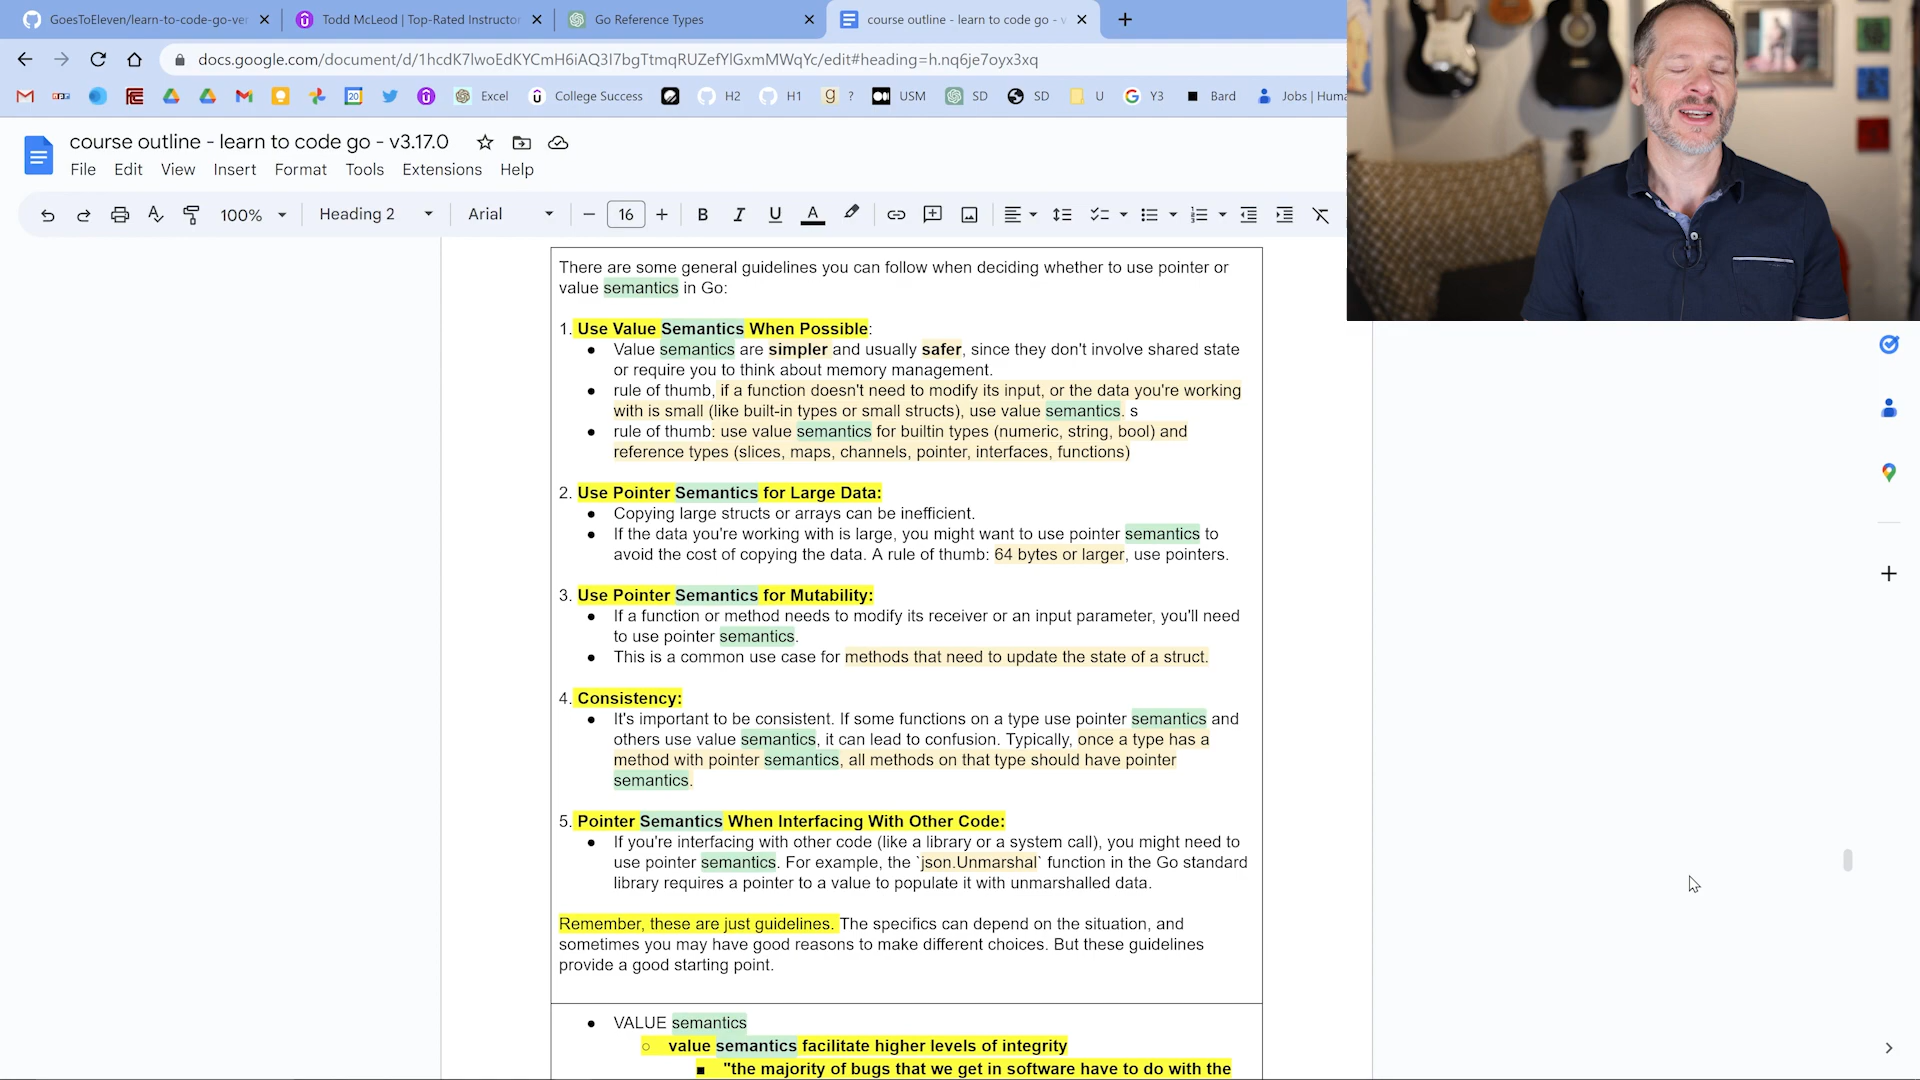 GoesToEleven/learn-to-code-go-ver
Todd McLeod | Top-Rated Instructor
Go Reference Types
course outline - learn to code go - v
docs.google.com/document/d/1hcdK7lwoEdKYCmH6iAQ3I7bgTtmqRUZefYlGxmMWqYc/edit#heading=h.nq6je7oyx3xq
Excel
College Success
H2
H1
?
USM
SD
SD
U
Y3
Bard
Jobs | Huma
course outline - learn to code go - v3.17.0
File Edit View Insert Format Tools Extensions Help
100% Heading 2 Arial 16
There are some general guidelines you can follow when deciding whether to use pointer or
value semantics in Go:
1. Use Value Semantics When Possible:
● Value semantics are simpler and usually safer, since they don't involve shared state
or require you to think about memory management.
● rule of thumb, if a function doesn't need to modify its input, or the data you're working
with is small (like built-in types or small structs), use value semantics. s
● rule of thumb: use value semantics for builtin types (numeric, string, bool) and
reference types (slices, maps, channels, pointer, interfaces, functions)
2. Use Pointer Semantics for Large Data:
● Copying large structs or arrays can be inefficient.
● If the data you're working with is large, you might want to use pointer semantics to
avoid the cost of copying the data. A rule of thumb: 64 bytes or larger, use pointers.
3. Use Pointer Semantics for Mutability:
● If a function or method needs to modify its receiver or an input parameter, you'll need
to use pointer semantics.
● This is a common use case for methods that need to update the state of a struct.
4. Consistency:
● It's important to be consistent. If some functions on a type use pointer semantics and
others use value semantics, it can lead to confusion. Typically, once a type has a
method with pointer semantics, all methods on that type should have pointer
semantics.
5. Pointer Semantics When Interfacing With Other Code:
● If you're interfacing with other code (like a library or a system call), you might need to
use pointer semantics. For example, the `json.Unmarshal` function in the Go standard
library requires a pointer to a value to populate it with unmarshalled data.
Remember, these are just guidelines. The specifics can depend on the situation, and
sometimes you may have good reasons to make different choices. But these guidelines
provide a good starting point.
● VALUE semantics
○ value semantics facilitate higher levels of integrity
■ "the majority of bugs that we get in software have to do with the